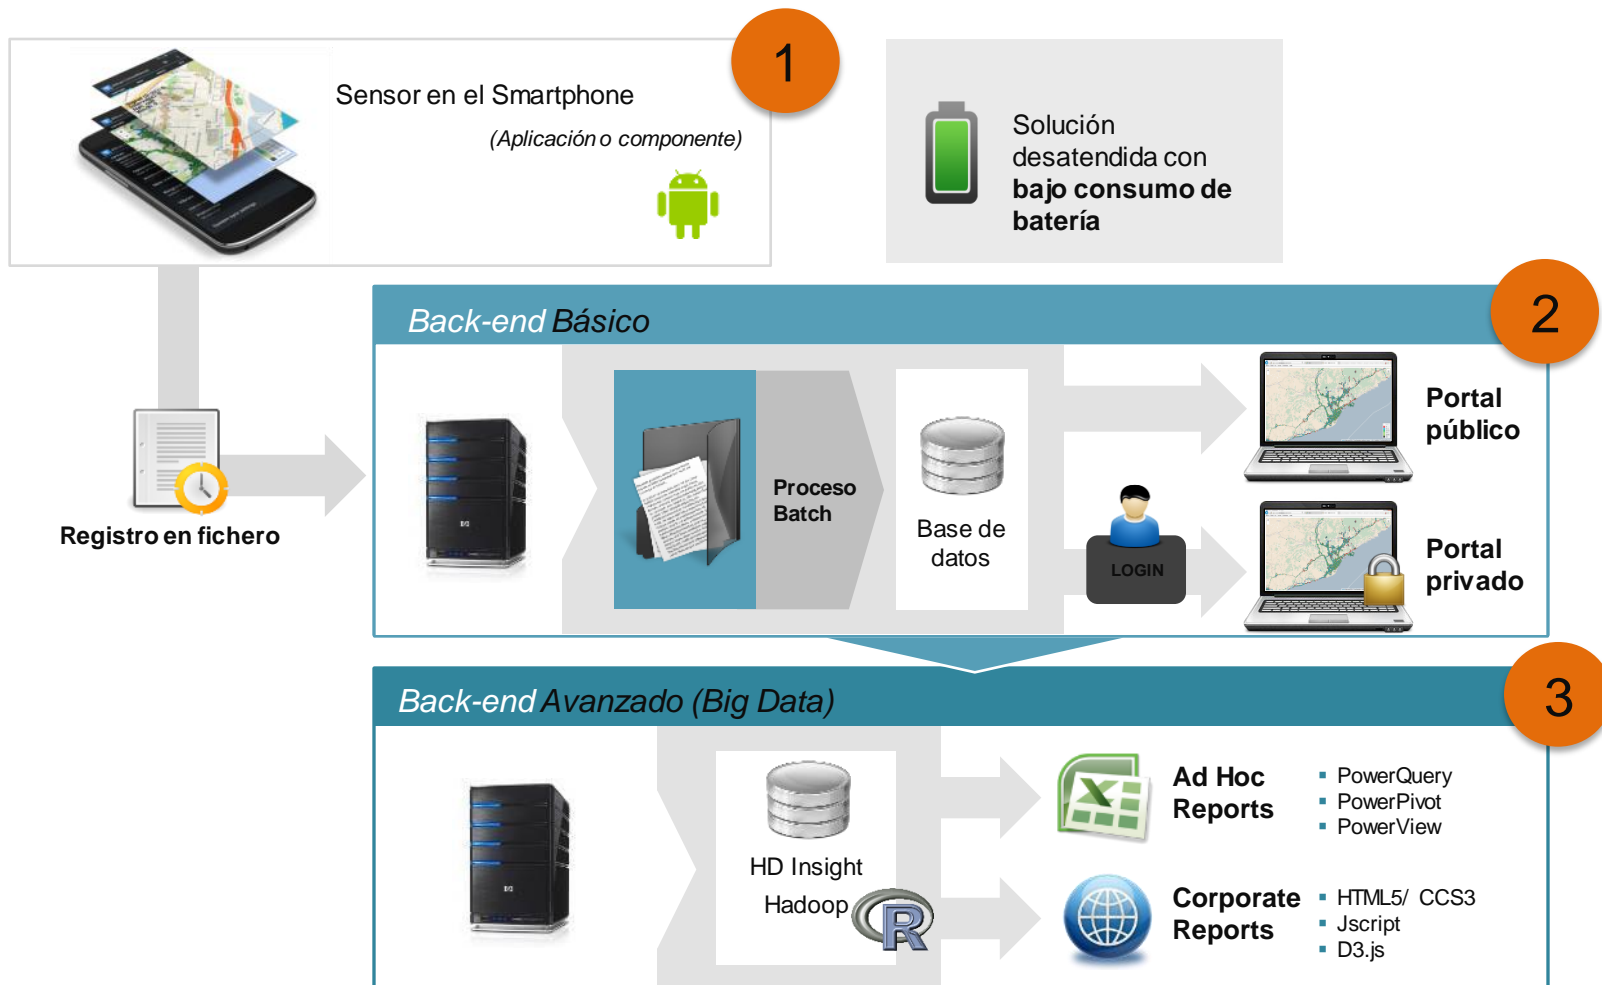 1
Sensor en el Smartphone
(Aplicación o componente)
Solución
desatendida con
bajo consumo de
batería
2
Back-end Básico
Registro en fichero
Proceso
Batch
Base de
datos
LOGIN
Portal
público
Portal
privado
3
Back-end Avanzado (Big Data)
HD Insight
Hadoop
R
Ad Hoc
Reports
PowerQuery
PowerPivot
PowerView
Corporate
Reports
HTML5/ CCS3
Jscript
D3.js